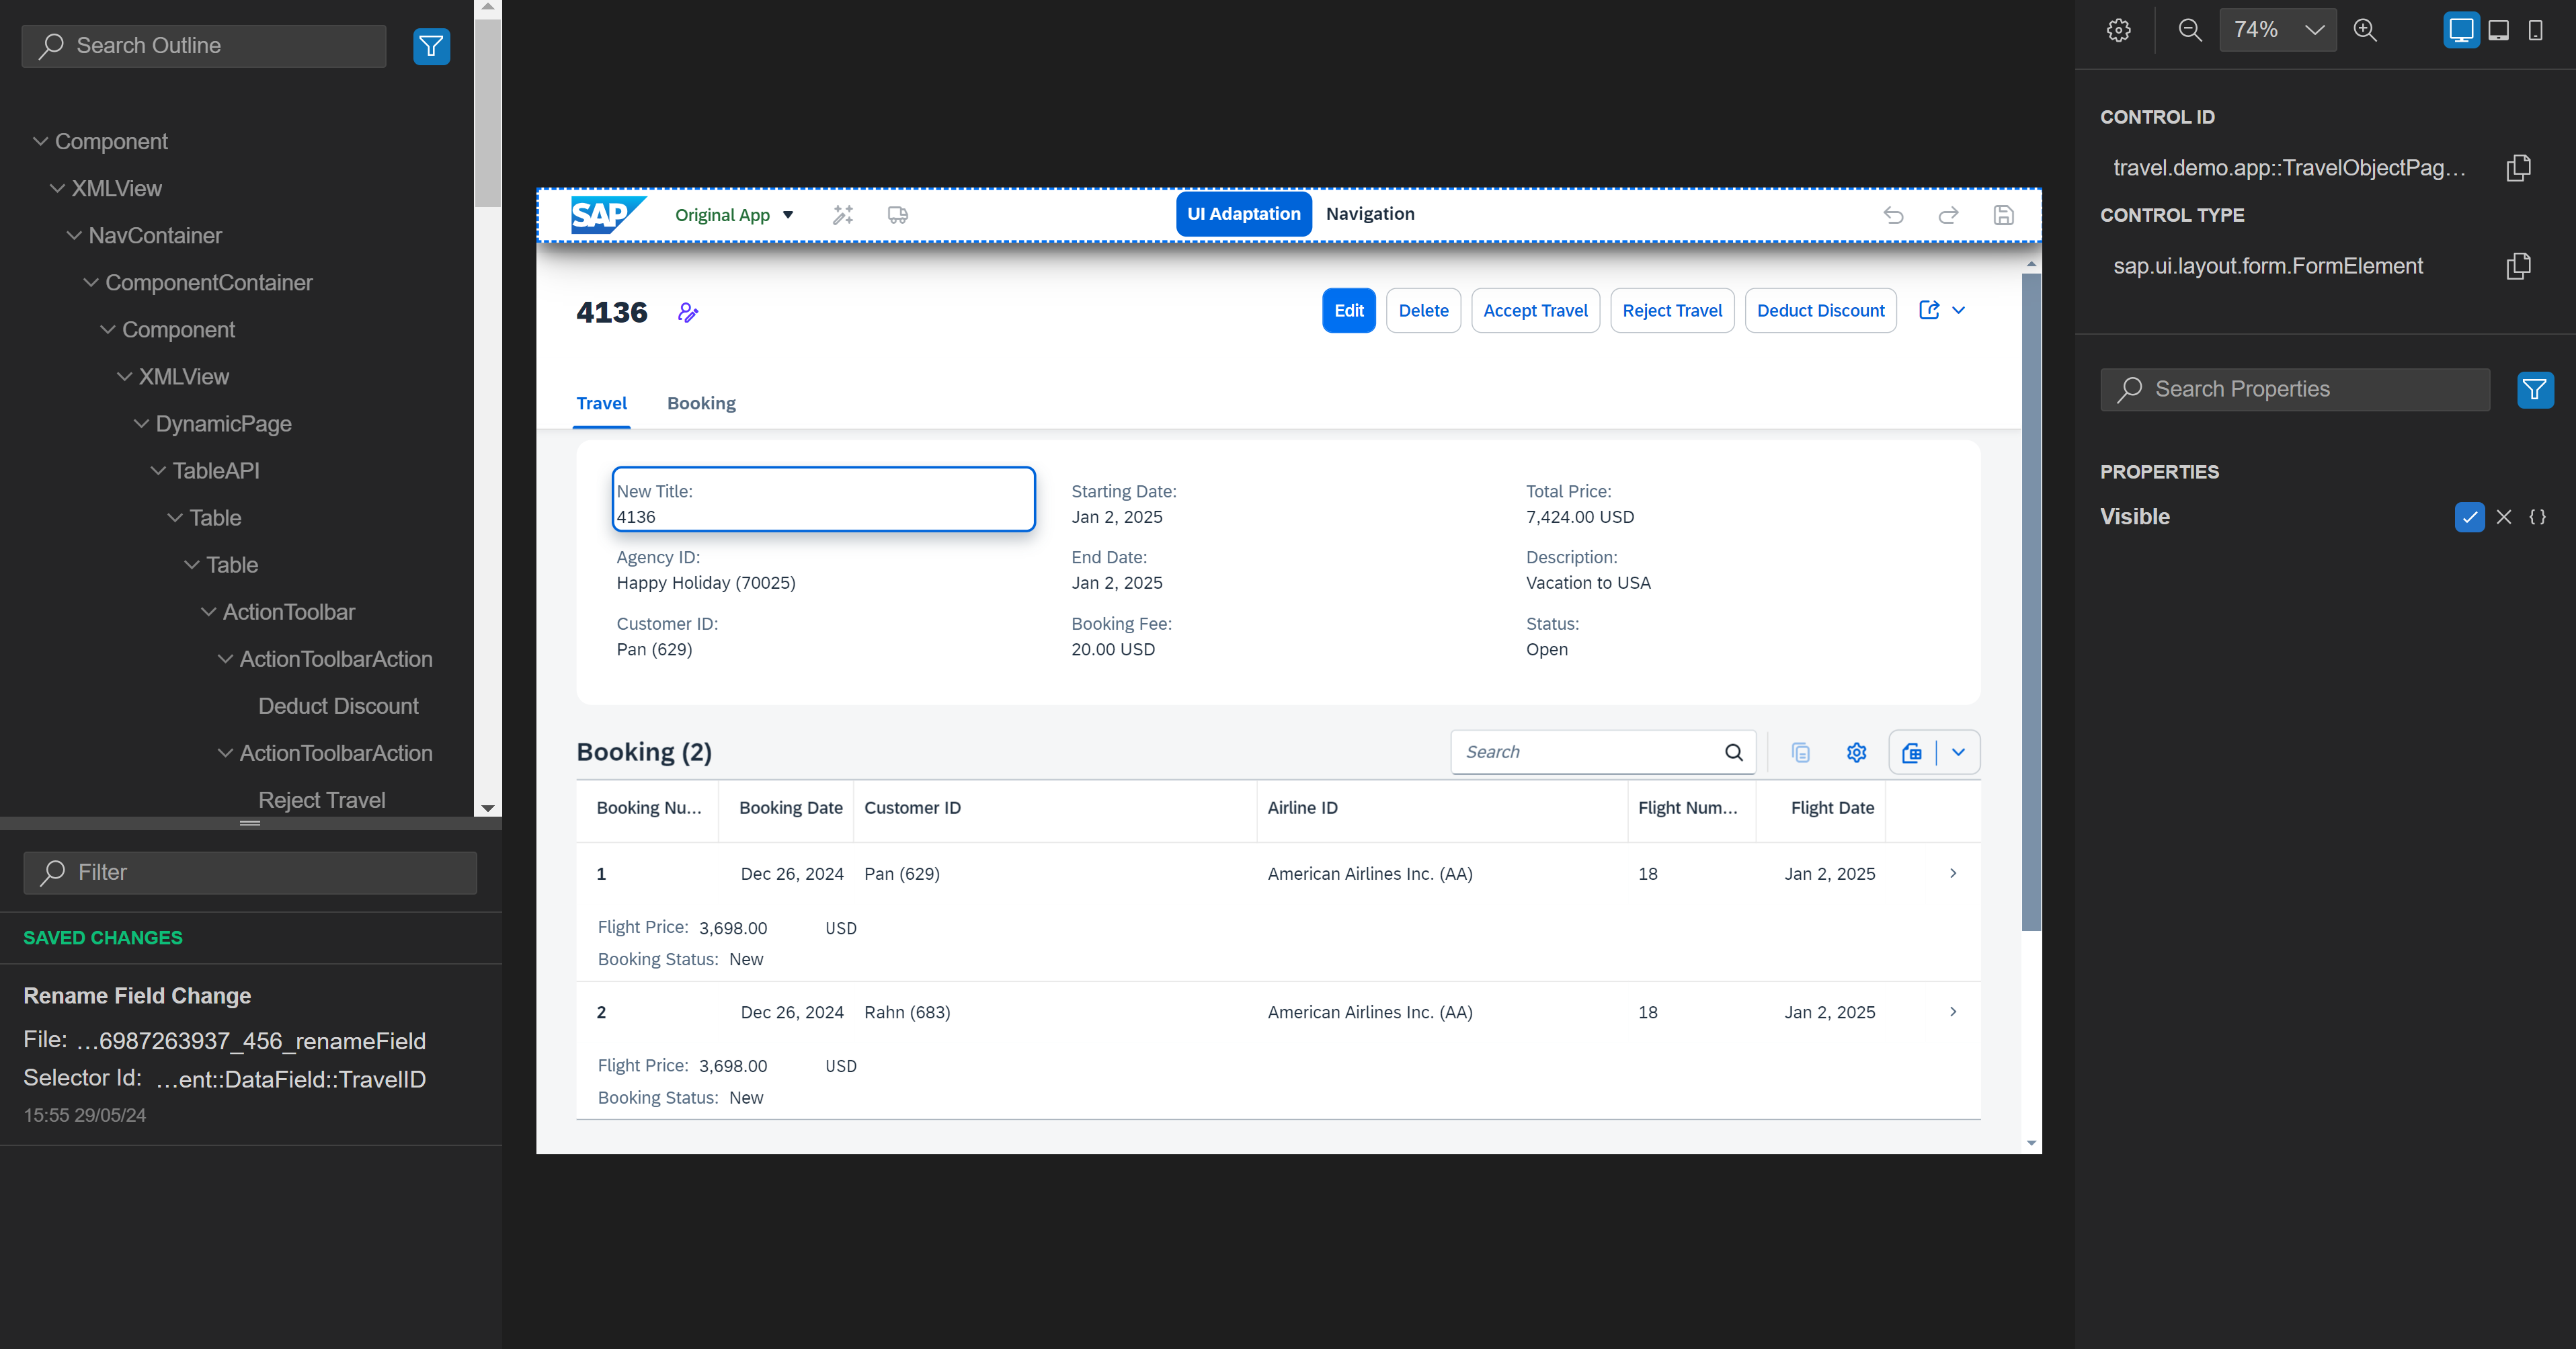 Search Outline
Component
XMLView
NavContainer
ComponentContainer
Component
XMLView
DynamicPage
TableAPI
Table
Table
ActionToolbar
ActionToolbarAction
Deduct Discount
ActionToolbarAction
Reject Travel
Filter
SAVED CHANGES
Rename Field Change
File: ...6987263937_456_renameField
Selector Id: ...ent::DataField::TravelID
15:55 29/05/24
SAP Original App UI Adaptation Navigation
4136 Edit Delete Accept Travel Reject Travel Deduct Discount
Travel Booking
New Title: Starting Date: Total Price:
4136 Jan 2, 2025 7,424.00 USD
Agency ID: End Date: Description:
Happy Holiday (70025) Jan 2, 2025 Vacation to USA
Customer ID: Booking Fee: Status:
Pan (629) 20.00 USD Open
Booking (2) Search
Booking Nu... Booking Date Customer ID Airline ID Flight Num... Flight Date
1 Dec 26, 2024 Pan (629) American Airlines Inc. (AA) 18 Jan 2, 2025
Flight Price: 3,698.00 USD
Booking Status: New
2 Dec 26, 2024 Rahn (683) American Airlines Inc. (AA) 18 Jan 2, 2025
Flight Price: 3,698.00 USD
Booking Status: New
74%
CONTROL ID
travel.demo.app::TravelObjectPag...
CONTROL TYPE
sap.ui.layout.form.FormElement
Search Properties
PROPERTIES
Visible